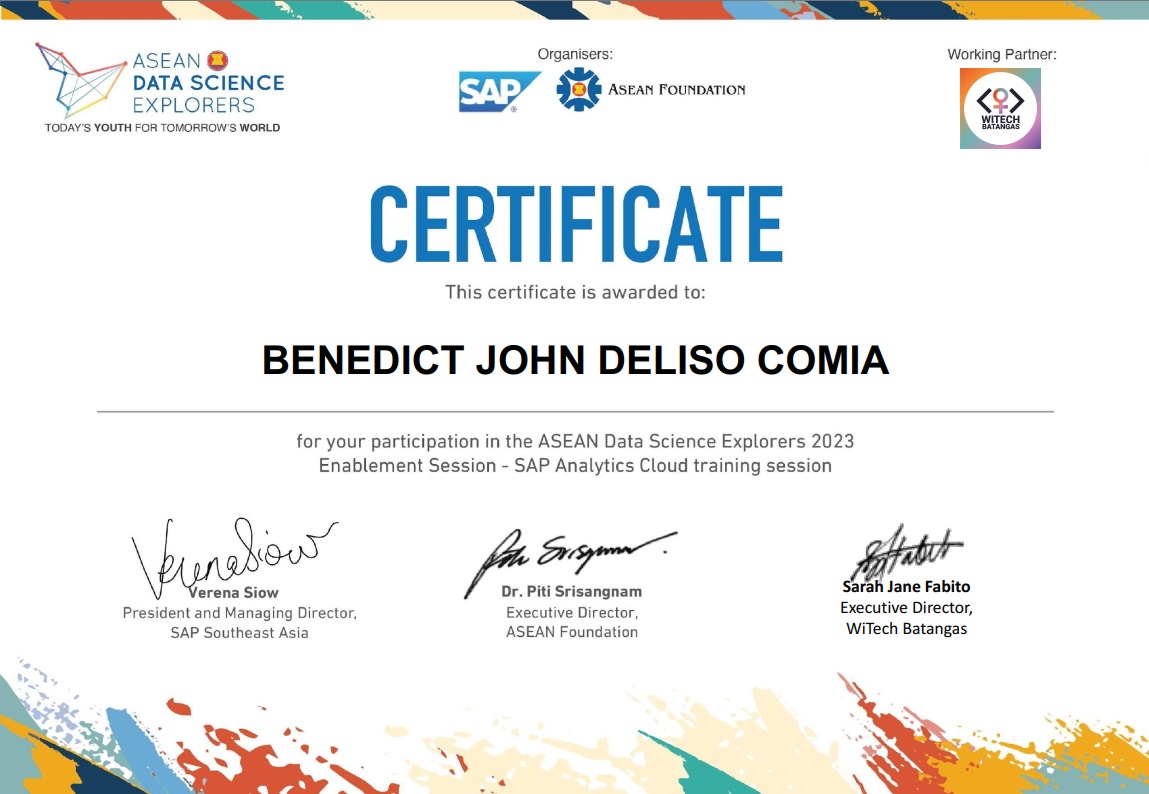 ASEAN
DATA SCIENCE
EXPLORERS
TODAY'S YOUTH FOR TOMORROW'S WORLD
Organisers:
SAP®
ASEAN FOUNDATION
Working Partner:
WITECH
BATANGAS
CERTIFICATE
This certificate is awarded to:
BENEDICT JOHN DELISO COMIA
for your participation in the ASEAN Data Science Explorers 2023
Enablement Session - SAP Analytics Cloud training session
Verena Siow
Verena Siow
President and Managing Director,
SAP Southeast Asia
Dr. Piti Srisangnam
Executive Director,
ASEAN Foundation
Sarah Jane Fabito
Executive Director,
WiTech Batangas